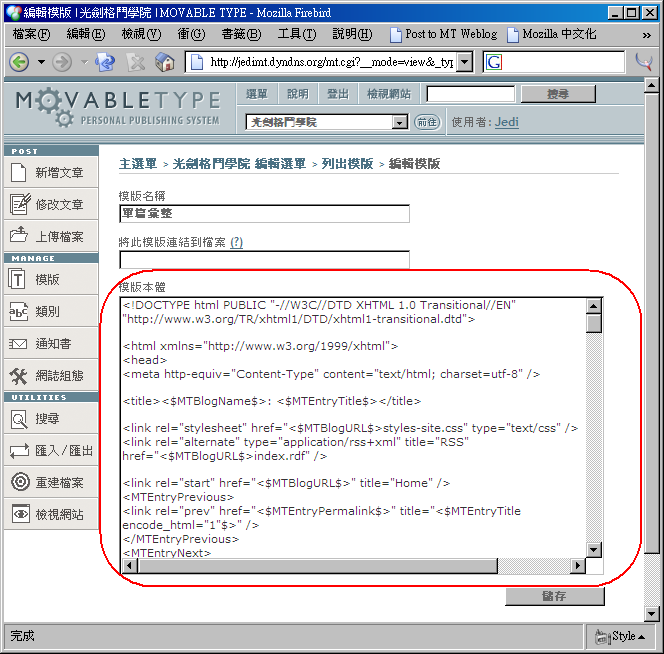 編輯模版 | 光劍格鬥學院 | MOVABLE TYPE - Mozilla Firebird
檔案(F) 編輯(E) 檢視(V) 衝(G) 書籤(B) 工具(T) 說明(H) Post to MT Weblog Mozilla 中文化 »
http://jedimt.dyndns.org/mt.cgi?__mode=view&_typ
G
MOVABLETYPE
PERSONAL PUBLISHING SYSTEM
選單 說明 登出 檢視網站 搜尋
光劍格鬥學院 前往 使用者: Jedi
POST
新增文章
修改文章
上傳檔案
MANAGE
模版
類別
通知書
網誌組態
UTILITIES
搜尋
匯入/匯出
重建檔案
檢視網站
主選單 > 光劍格鬥學院 編輯選單 > 列出模版 > 編輯模版
模版名稱
單篇彙整
將此模版連結到檔案 (?)
模版本體
<!DOCTYPE html PUBLIC "-//W3C//DTD XHTML 1.0 Transitional//EN"
"http://www.w3.org/TR/xhtml1/DTD/xhtml1-transitional.dtd">
<html xmlns="http://www.w3.org/1999/xhtml">
<head>
<meta http-equiv="Content-Type" content="text/html; charset=utf-8" />
<title><$MTBlogName$>: <$MTEntryTitle$></title>
<link rel="stylesheet" href="<$MTBlogURL$>styles-site.css" type="text/css" />
<link rel="alternate" type="application/rss+xml" title="RSS"
href="<$MTBlogURL$>index.rdf" />
<link rel="start" href="<$MTBlogURL$>" title="Home" />
<MTEntryPrevious>
<link rel="prev" href="<$MTEntryPermalink$>" title="<$MTEntryTitle
encode_html="1"$>" />
</MTEntryPrevious>
<MTEntryNext>
儲存
完成 Style